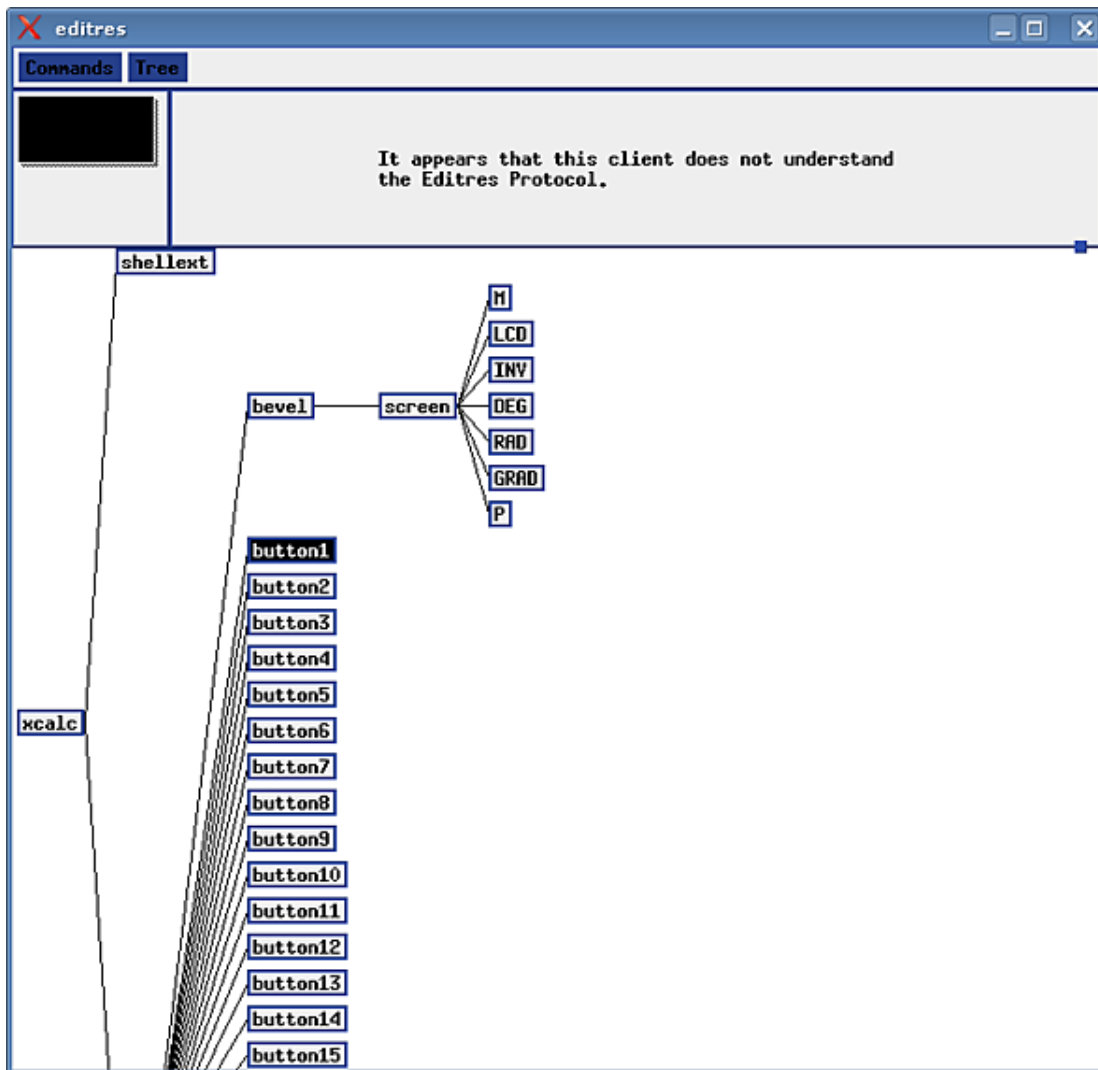 editres
Commands Tree
It appears that this client does not understand
the Editres Protocol.
shellext
M
LCD
INV
bevel screen DEG
RAD
GRAD
P
button1
button2
button3
button4
button5
button6
xcalc
button7
button8
button9
button10
button11
button12
button13
button14
button15